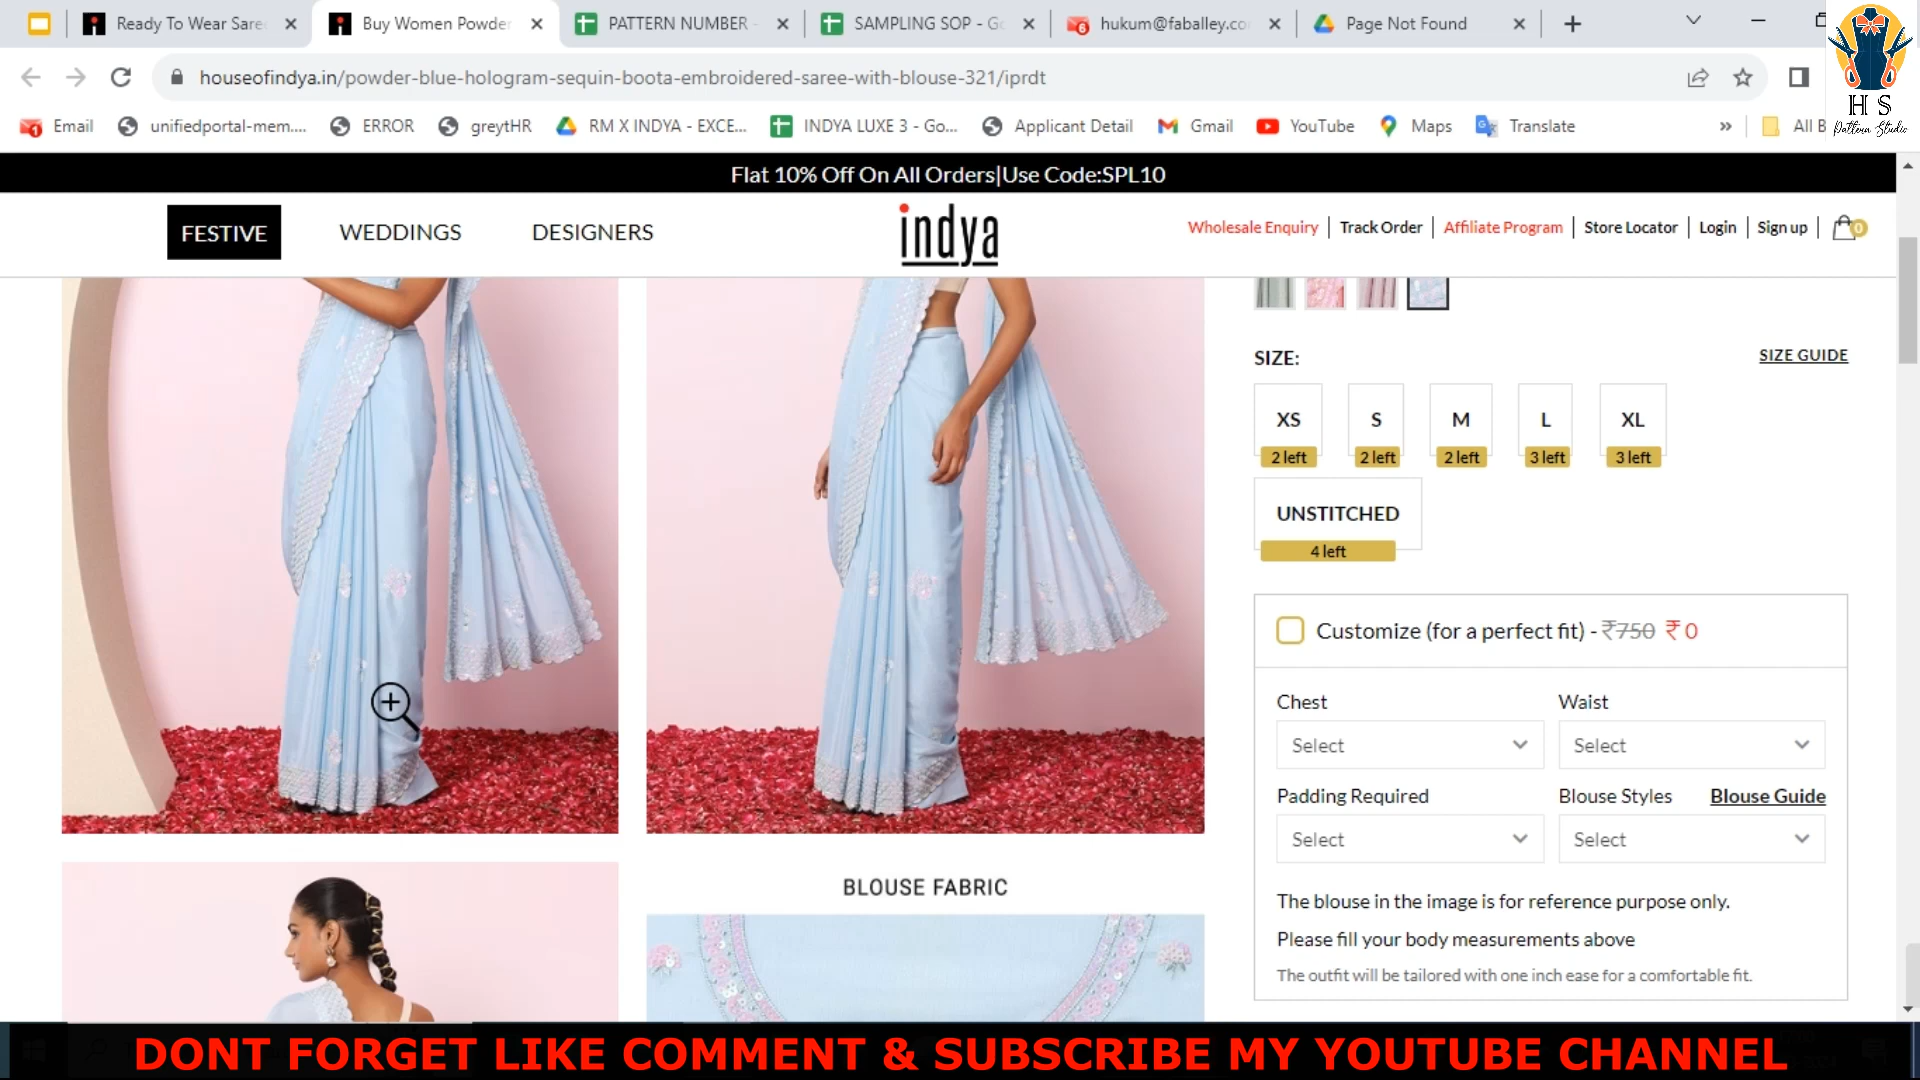 Ready To Wear Sare
Buy Women Powder
PATTERN NUMBER -
SAMPLING SOP - Go
hukum@faballey.co
Page Not Found
houseofindya.in/powder-blue-hologram-sequin-boota-embroidered-saree-with-blouse-321/iprdt
H S
Pattern Studio
Email
unifiedportal-mem....
ERROR
greytHR
RM X INDYA - EXCE...
INDYA LUXE 3 - Go...
Applicant Detail
Gmail
YouTube
Maps
Translate
»
All B
Flat 10% Off On All Orders|Use Code:SPL10
FESTIVE
WEDDINGS
DESIGNERS
indya
Wholesale Enquiry
Track Order
Affiliate Program
Store Locator
Login
Sign up
0
SIZE:
SIZE GUIDE
XS
S
M
L
XL
2 left
2 left
2 left
3 left
3 left
UNSTITCHED
4 left
Customize (for a perfect fit) - ₹750 ₹ 0
Chest
Waist
Select
Select
Padding Required
Blouse Styles
Blouse Guide
Select
Select
BLOUSE FABRIC
The blouse in the image is for reference purpose only.
Please fill your body measurements above
The outfit will be tailored with one inch ease for a comfortable fit.
DONT FORGET LIKE COMMENT & SUBSCRIBE MY YOUTUBE CHANNEL